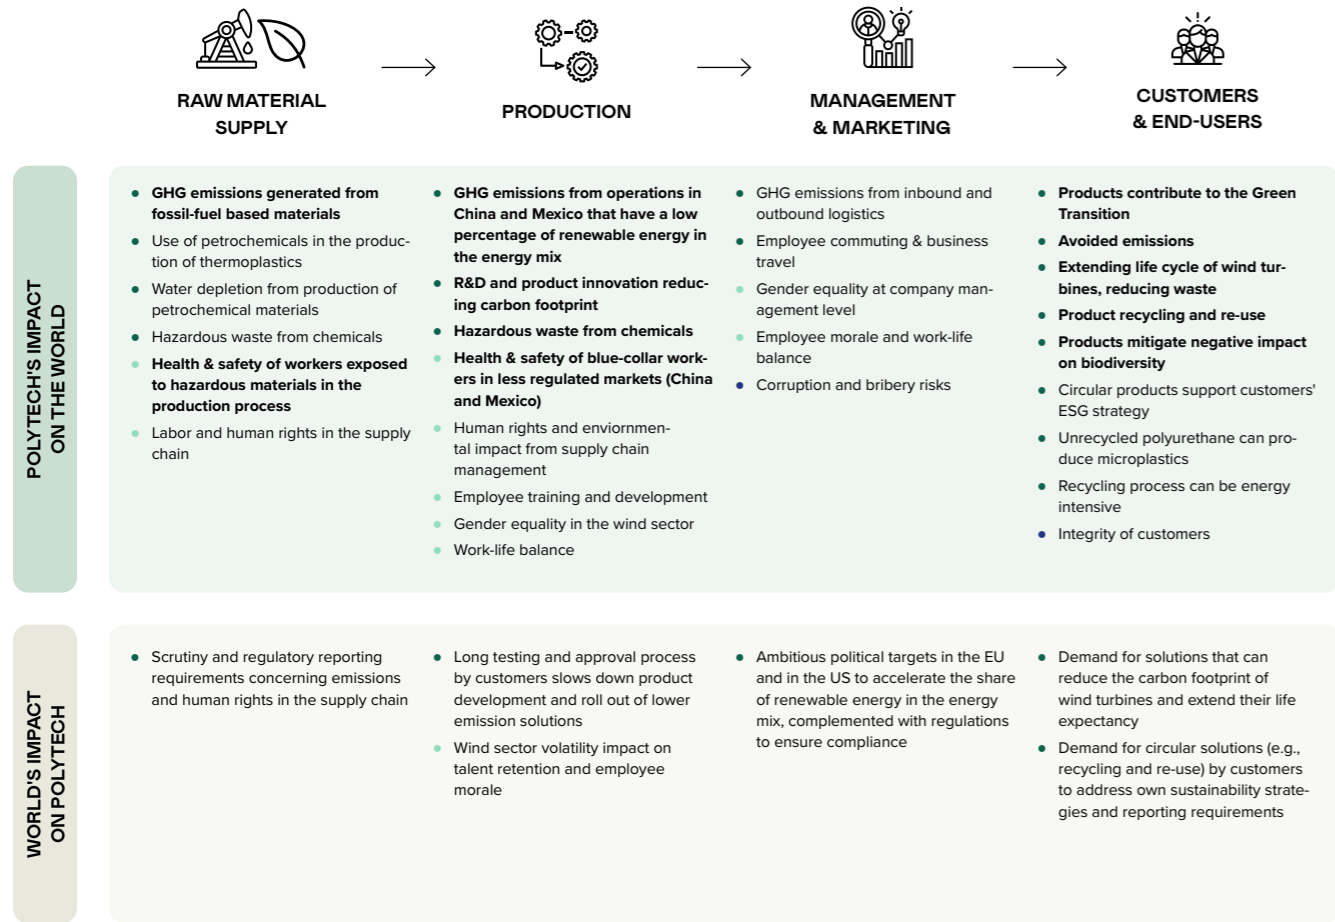 RAW MATERIAL
SUPPLY
PRODUCTION
MANAGEMENT
& MARKETING
CUSTOMERS
& END-USERS
POLYTECH'S IMPACT
ON THE WORLD
GHG emissions generated from
fossil-fuel based materials
Use of petrochemicals in the produc-
tion of thermoplastics
Water depletion from production of
petrochemical materials
Hazardous waste from chemicals
Health & safety of workers exposed
to hazardous materials in the
production process
Labor and human rights in the supply
chain
GHG emissions from operations in
China and Mexico that have a low
percentage of renewable energy in
the energy mix
R&D and product innovation reduc-
ing carbon footprint
Hazardous waste from chemicals
Health & safety of blue-collar work-
ers in less regulated markets (China
and Mexico)
Human rights and enviornmen-
tal impact from supply chain
management
Employee training and development
Gender equality in the wind sector
Work-life balance
GHG emissions from inbound and
outbound logistics
Employee commuting & business
travel
Gender equality at company man-
agement level
Employee morale and work-life
balance
Corruption and bribery risks
Products contribute to the Green
Transition
Avoided emissions
Extending life cycle of wind tur-
bines, reducing waste
Product recycling and re-use
Products mitigate negative impact
on biodiversity
Circular products support customers'
ESG strategy
Unrecycled polyurethane can pro-
duce microplastics
Recycling process can be energy
intensive
Integrity of customers
WORLD'S IMPACT
ON POLYTECH
Scrutiny and regulatory reporting
requirements concerning emissions
and human rights in the supply chain
Long testing and approval process
by customers slows down product
development and roll out of lower
emission solutions
Wind sector volatility impact on
talent retention and employee
morale
Ambitious political targets in the EU
and in the US to accelerate the share
of renewable energy in the energy
mix, complemented with regulations
to ensure compliance
Demand for solutions that can
reduce the carbon footprint of
wind turbines and extend their life
expectancy
Demand for circular solutions (e.g.,
recycling and re-use) by customers
to address own sustainability strate-
gies and reporting requirements